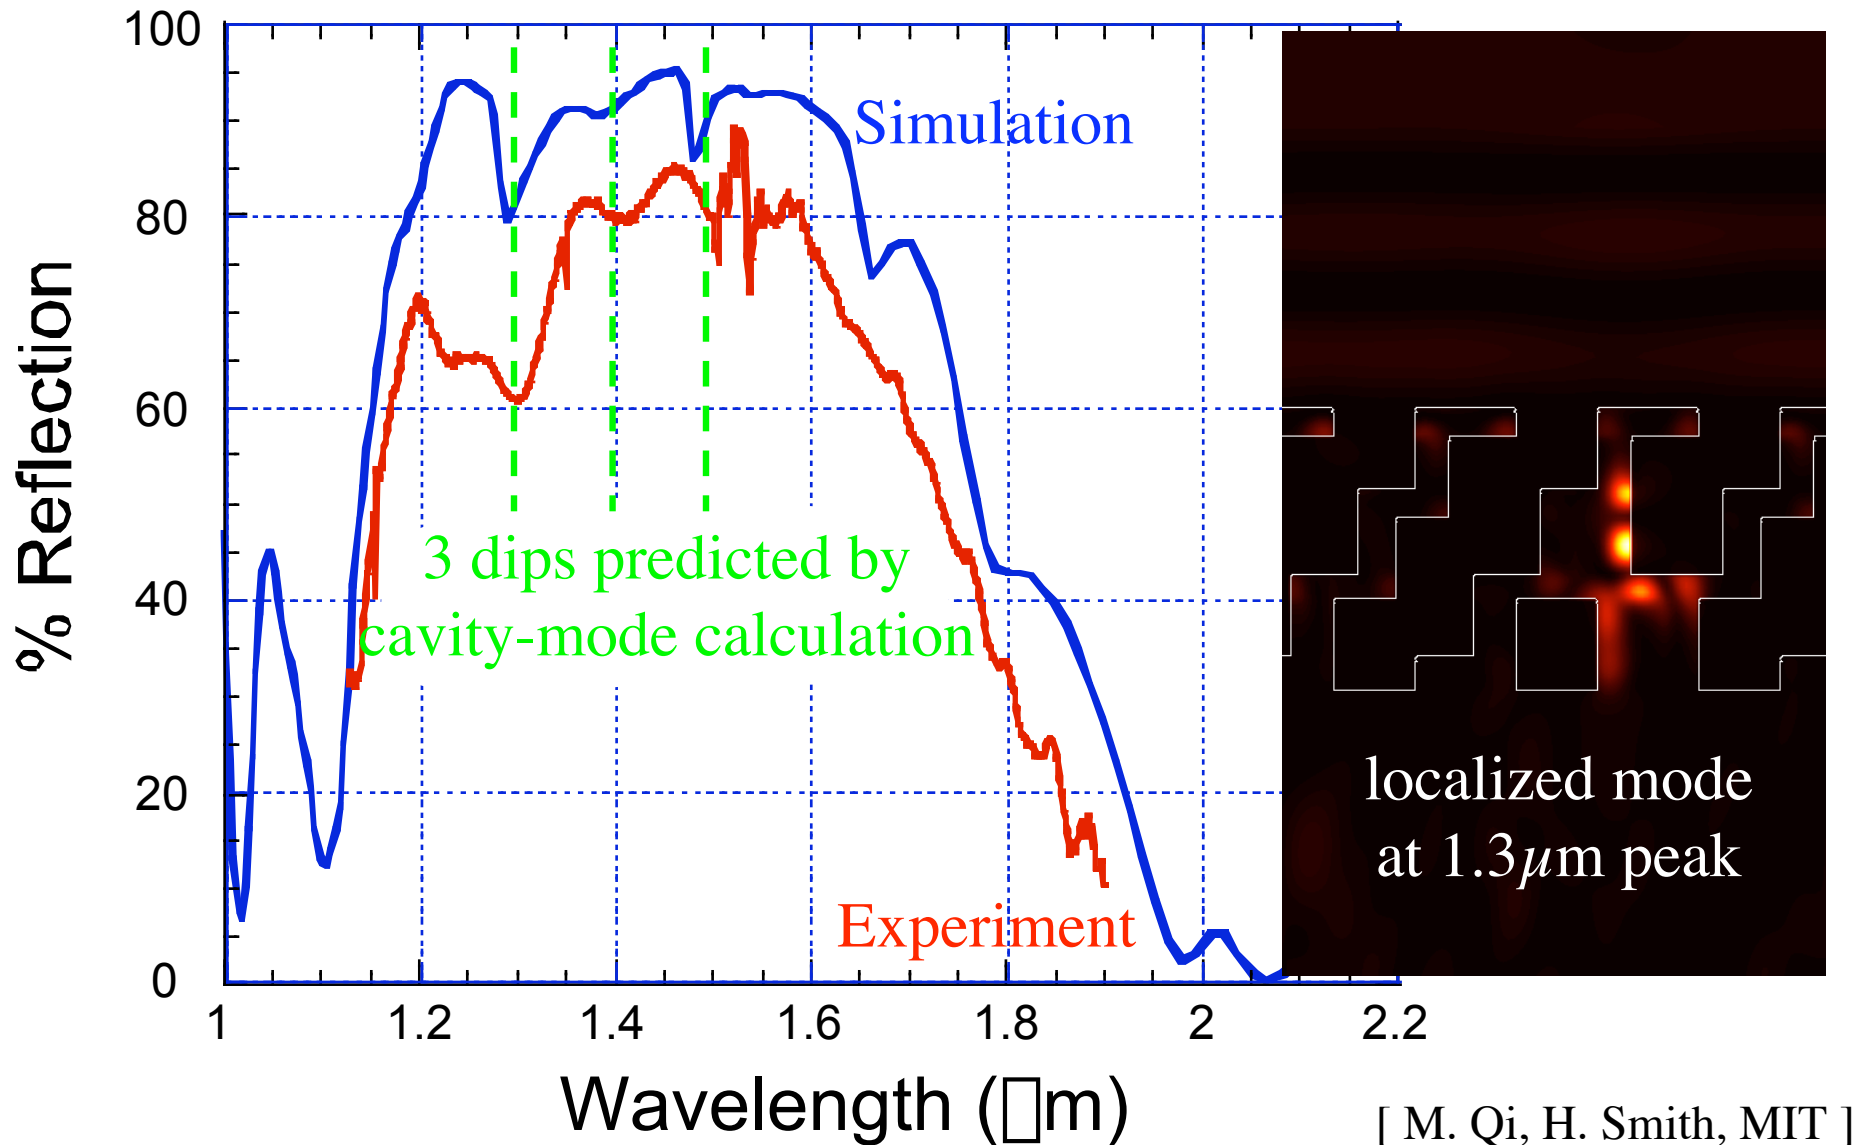 100
80
60
40
20
0
% Reflection
Simulation
3 dips predicted by
cavity-mode calculation
Experiment
localized mode
at 1.3µm peak
1 1.2 1.4 1.6 1.8 2 2.2
Wavelength (□m)
[ M. Qi, H. Smith, MIT ]